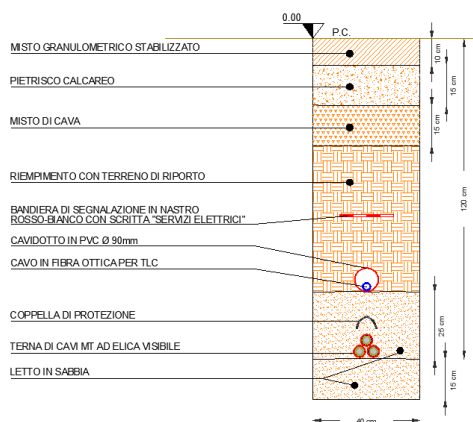 0.00
P.C.
MISTO GRANULOMETRICO STABILIZZATO
PIETRISCO CALCAREO
MISTO DI CAVA
RIEMPIMENTO CON TERRENO DI RIPORTO
BANDIERA DI SEGNALAZIONE IN NASTRO
ROSSO-BIANCO CON SCRITTA "SERVIZI ELETTRICI"
CAVIDOTTO IN PVC Ø 90mm
CAVO IN FIBRA OTTICA PER TLC
COPPELLA DI PROTEZIONE
TERNA DI CAVI MT AD ELICA VISIBILE
LETTO IN SABBIA
10 cm
15 cm
15 cm
120 cm
25 cm
15 cm
40 cm